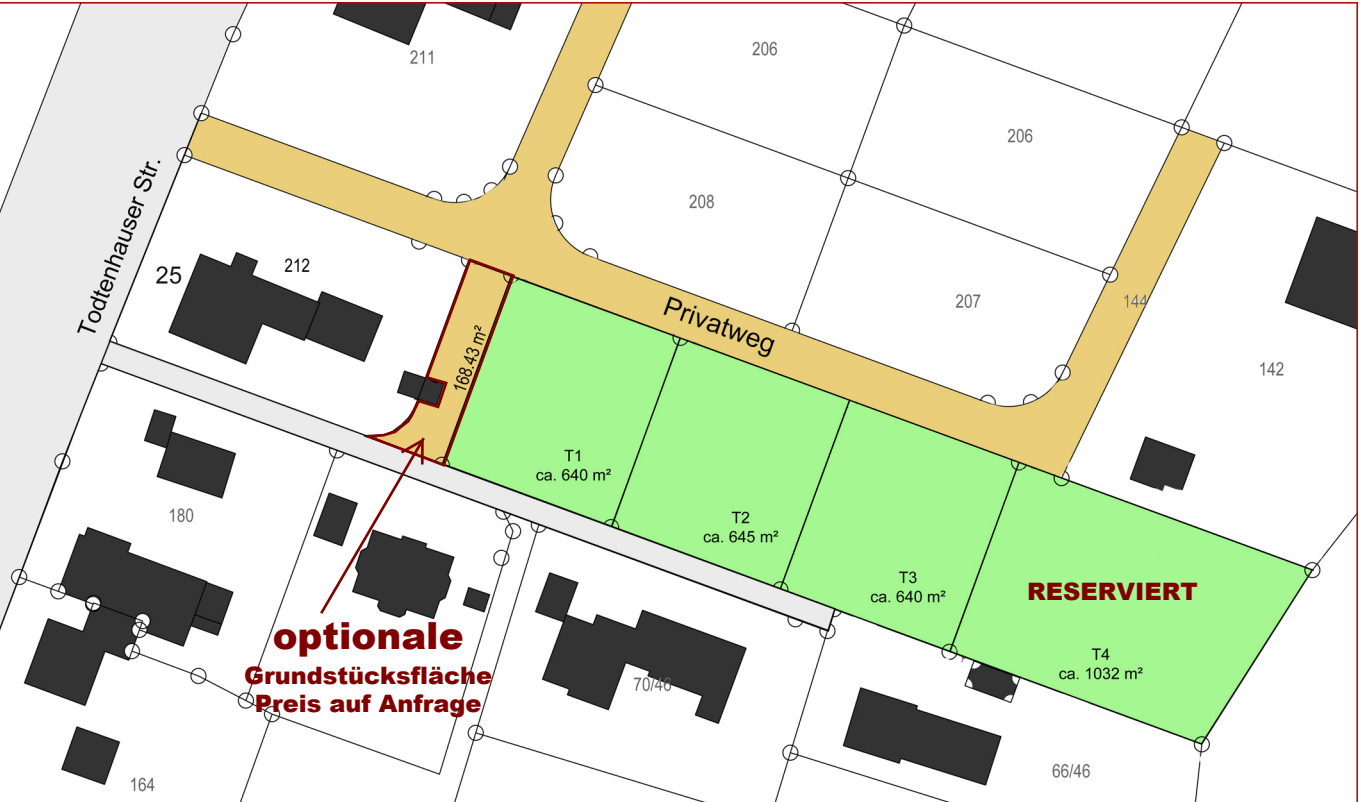 211
206
206
208
207
144
142
Todtenhauser Str.
25
212
Privatweg
168.43 m²
T1
ca. 640 m²
T2
ca. 645 m²
T3
ca. 640 m²
RESERVIERT
T4
ca. 1032 m²
180
optionale
Grundstücksfläche
Preis auf Anfrage
70/46
66/46
164